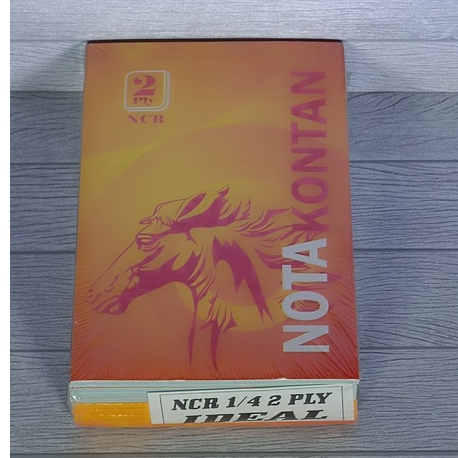 2
Ply
NCR
NOTA KONTAN
NCR 1/4 2 PLY
IDEAL